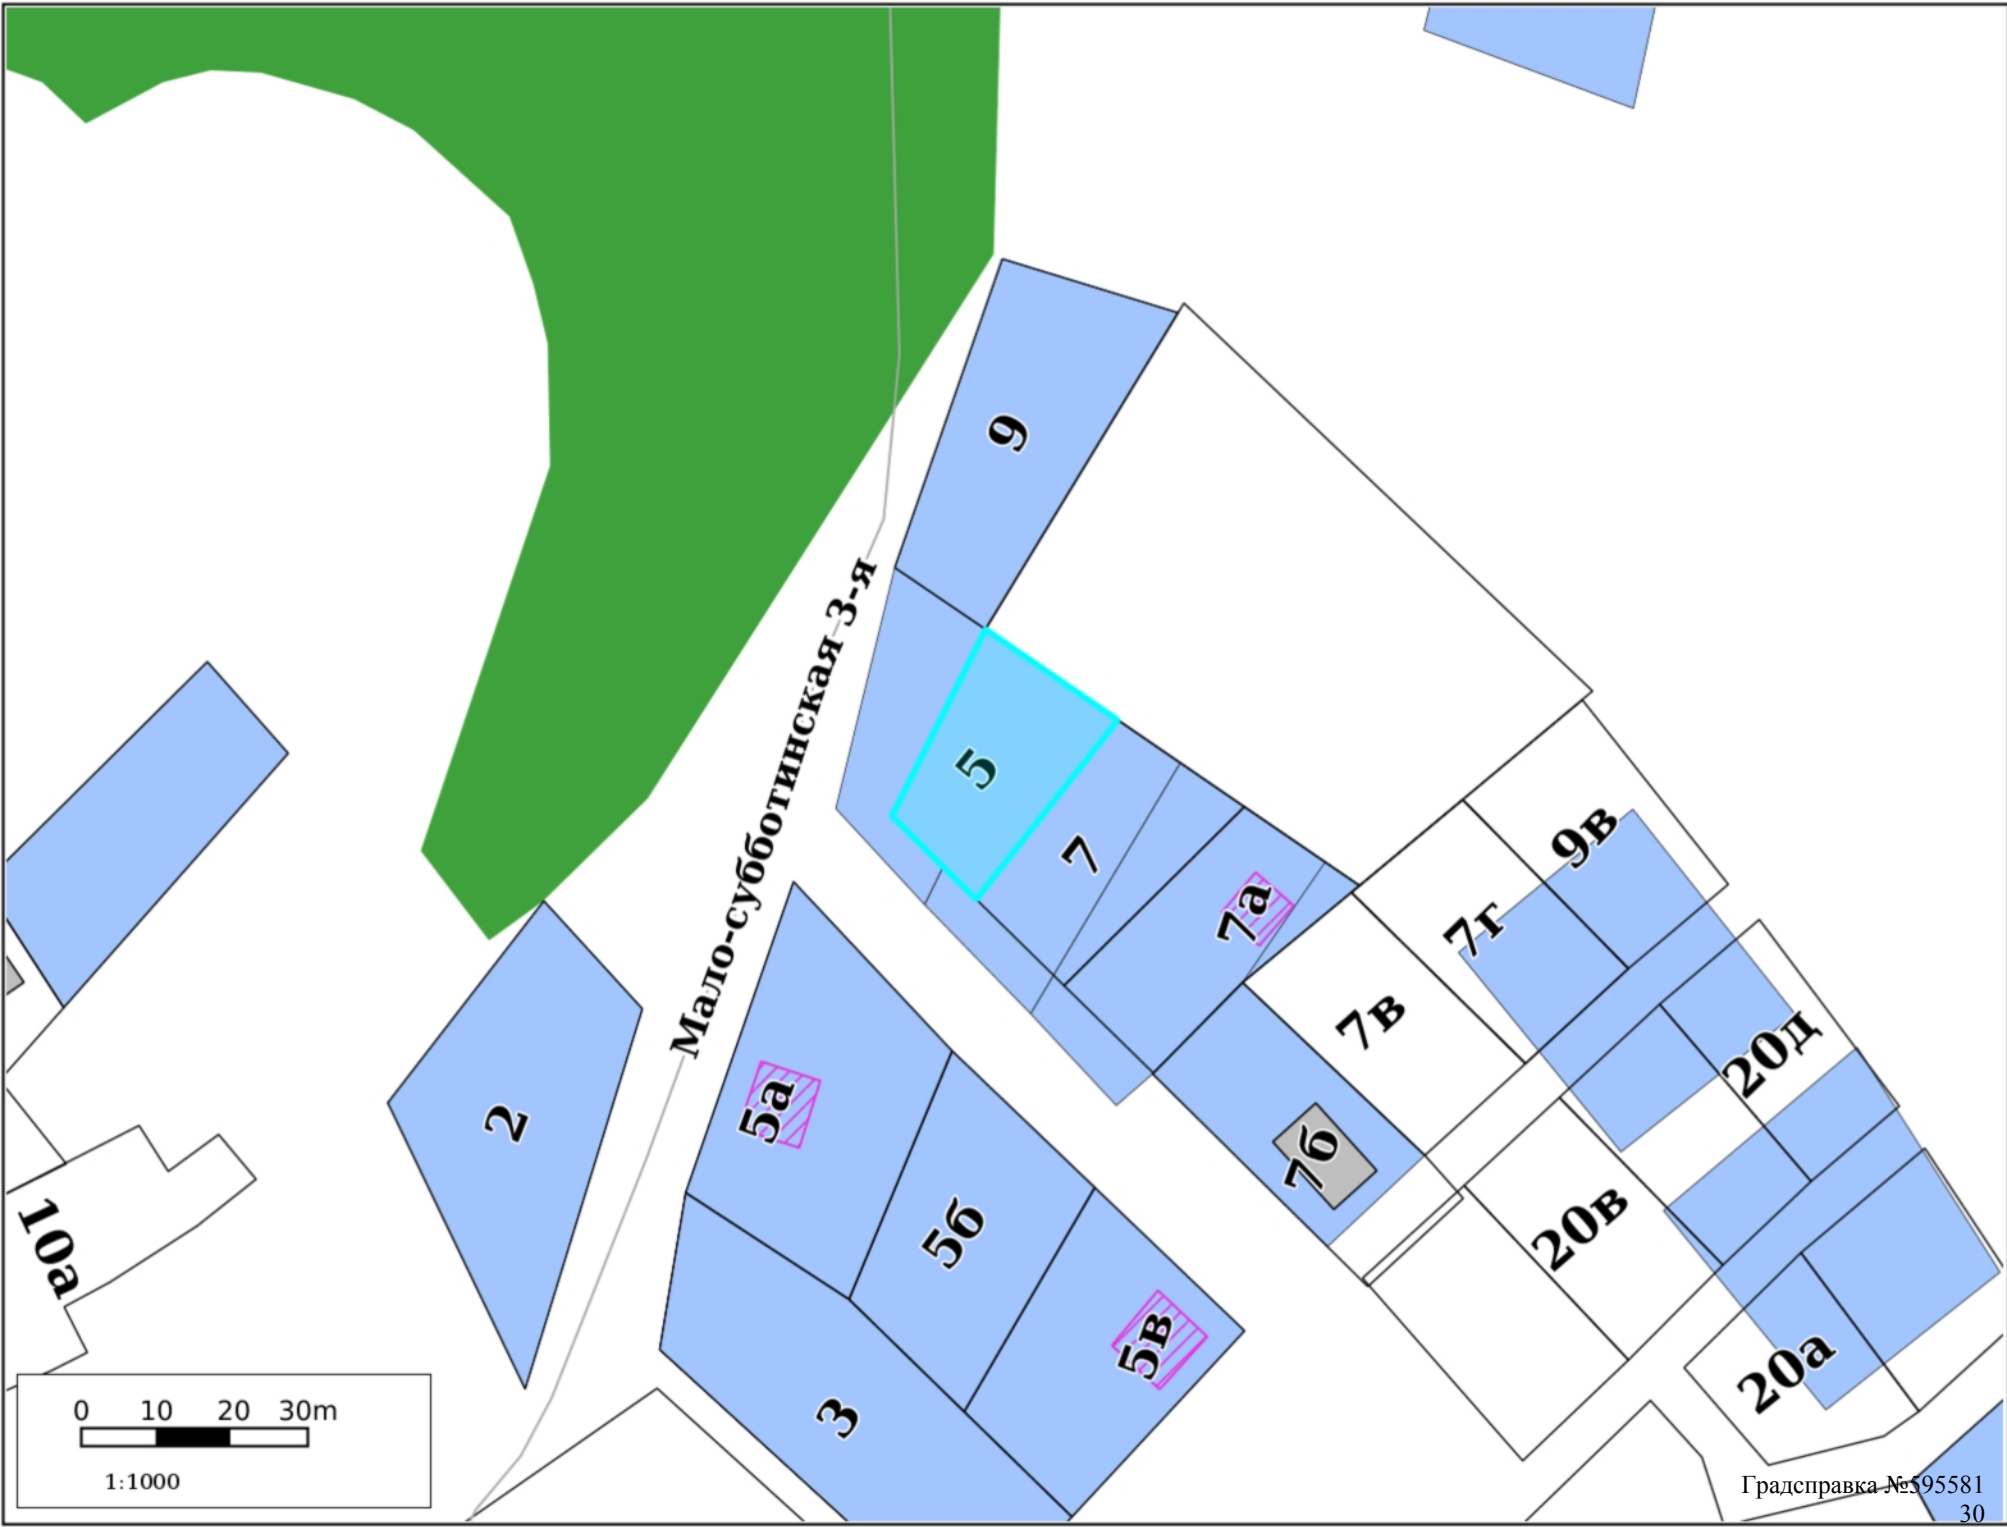 9
Мало-субботинская 3-я
5
7
7а
9в
7г
7в
20д
2
5а
7б
5б
20в
10а
5в
20а
3
0 10 20 30m
1:1000
Градсправка №595581
30